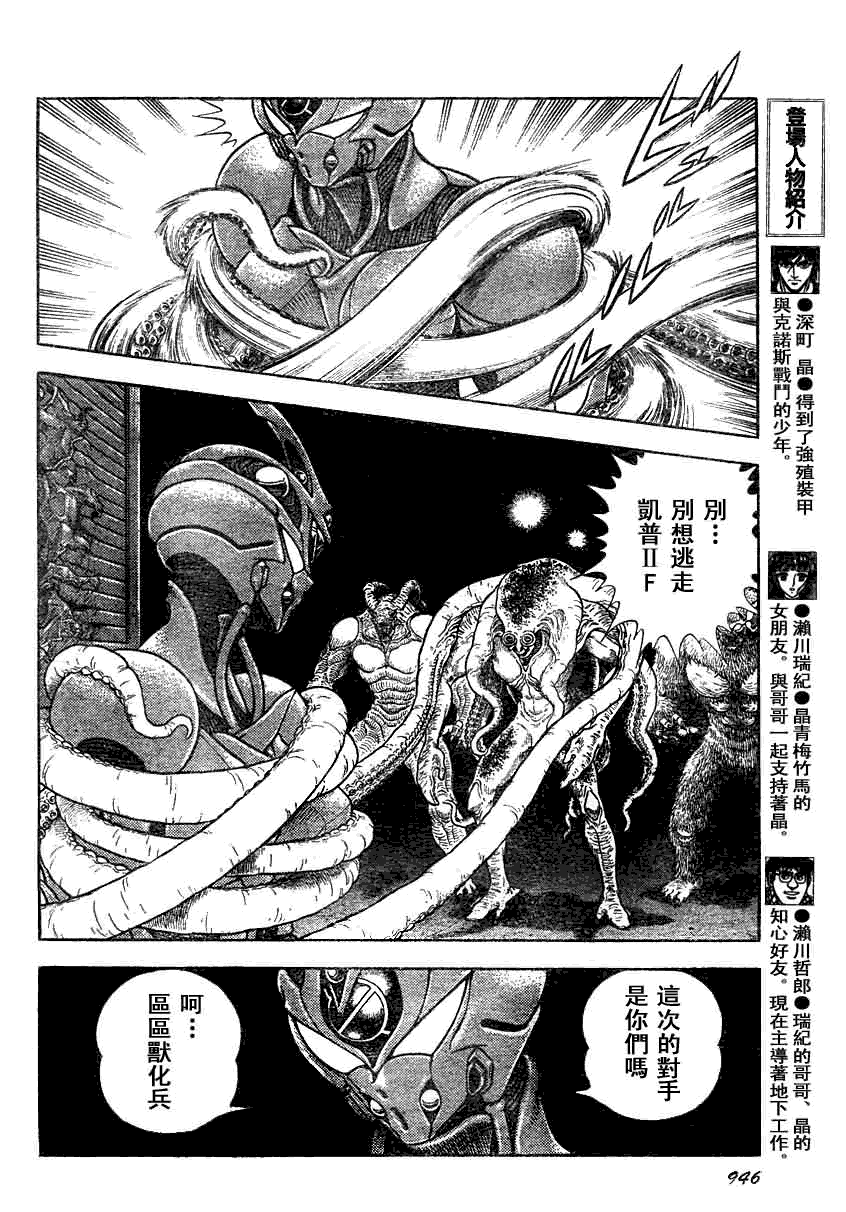 ビッ
別…
別想逃走
凱普ⅡF
這次的對手
是你們嗎
呵…
區區獸化兵
登場人物紹介
●深町 晶●得到了強殖裝甲
與克諾斯戰鬥的少年。
●瀨川瑞紀●晶青梅竹馬的
女朋友。與哥哥一起支持著晶。
●瀨川哲郎●瑞紀的哥哥、晶的
知心好友。現在主導著地下工作。
946